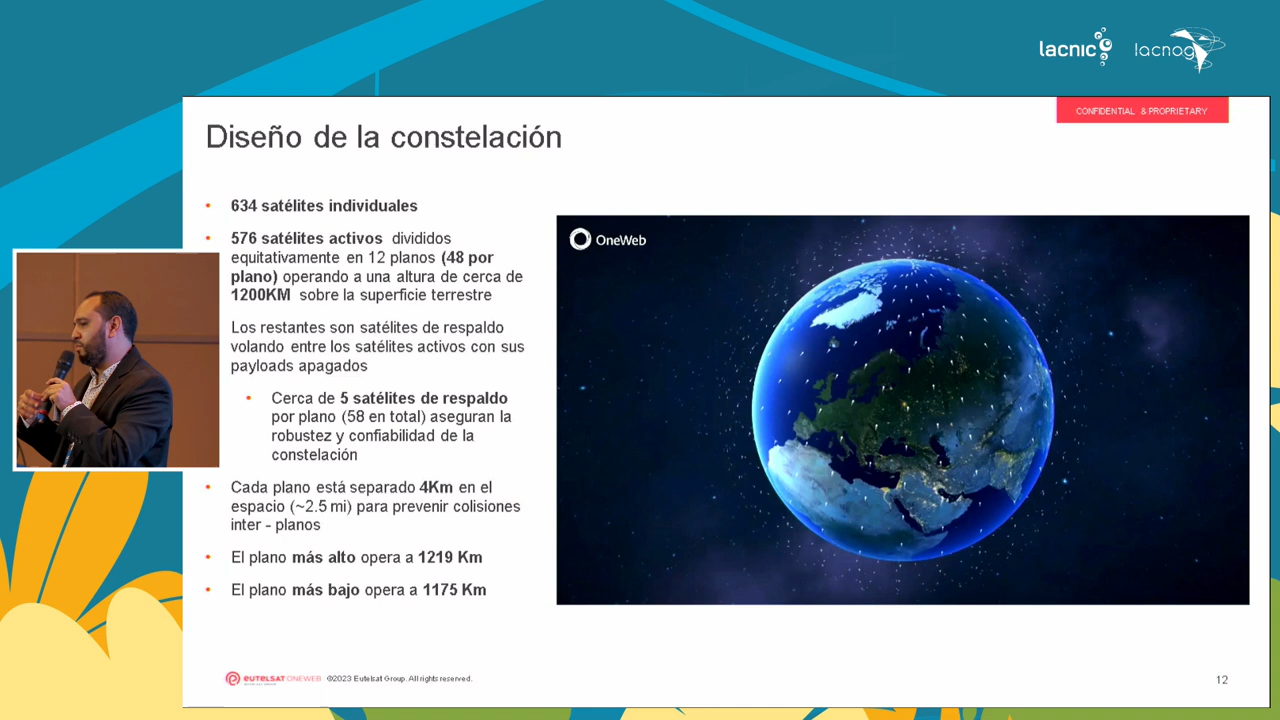 lacnic
lacnog
CONFIDENTIAL & PROPRIETARY
Diseño de la constelación
• 634 satélites individuales
• 576 satélites activos divididos
equitativamente en 12 planos (48 por
plano) operando a una altura de cerca de
1200KM sobre la superficie terrestre
Los restantes son satélites de respaldo
volando entre los satélites activos con sus
payloads apagados
• Cerca de 5 satélites de respaldo
por plano (58 en total) aseguran la
robustez y confiabilidad de la
constelación
• Cada plano está separado 4Km en el
espacio (~2.5 mi) para prevenir colisiones
inter - planos
• El plano más alto opera a 1219 Km
• El plano más bajo opera a 1175 Km
OneWeb
eutelsat ONEWEB ©2023 Eutelsat Group. All rights reserved.
12